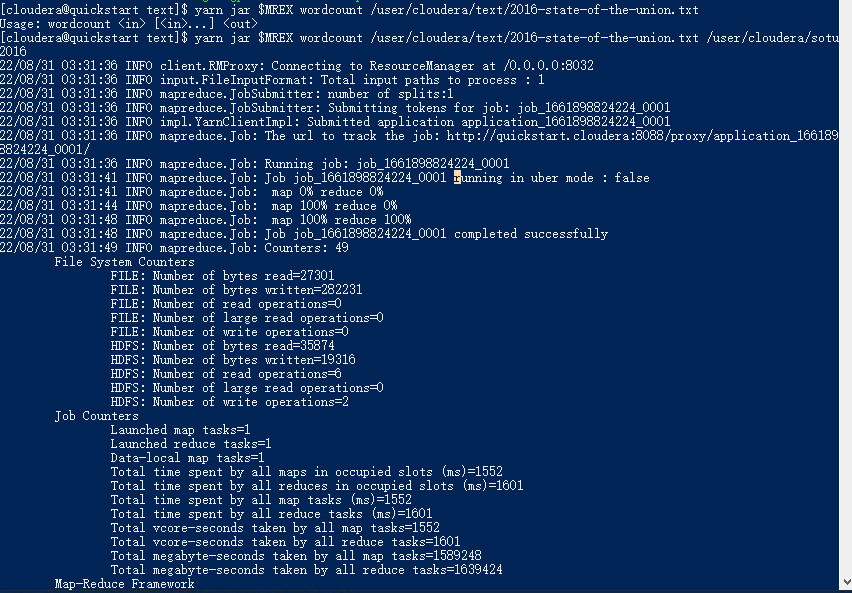 [cloudera@quickstart text]$ yarn jar $MREX wordcount /user/cloudera/text/2016-state-of-the-union.txt
Usage: wordcount <in> [<in>...] <out>
[cloudera@quickstart text]$ yarn jar $MREX wordcount /user/cloudera/text/2016-state-of-the-union.txt /user/cloudera/sotu
2016
22/08/31 03:31:36 INFO client.RMProxy: Connecting to ResourceManager at /0.0.0.0:8032
22/08/31 03:31:36 INFO input.FileInputFormat: Total input paths to process : 1
22/08/31 03:31:36 INFO mapreduce.JobSubmitter: number of splits:1
22/08/31 03:31:36 INFO mapreduce.JobSubmitter: Submitting tokens for job: job_1661898824224_0001
22/08/31 03:31:36 INFO impl.YarnClientImpl: Submitted application application_1661898824224_0001
22/08/31 03:31:36 INFO mapreduce.Job: The url to track the job: http://quickstart.cloudera:8088/proxy/application_166189
8824224_0001/
22/08/31 03:31:36 INFO mapreduce.Job: Running job: job_1661898824224_0001
22/08/31 03:31:41 INFO mapreduce.Job: Job job_1661898824224_0001 running in uber mode : false
22/08/31 03:31:41 INFO mapreduce.Job:  map 0% reduce 0%
22/08/31 03:31:44 INFO mapreduce.Job:  map 100% reduce 0%
22/08/31 03:31:48 INFO mapreduce.Job:  map 100% reduce 100%
22/08/31 03:31:48 INFO mapreduce.Job: Job job_1661898824224_0001 completed successfully
22/08/31 03:31:49 INFO mapreduce.Job: Counters: 49
File System Counters
FILE: Number of bytes read=27301
FILE: Number of bytes written=282231
FILE: Number of read operations=0
FILE: Number of large read operations=0
FILE: Number of write operations=0
HDFS: Number of bytes read=35874
HDFS: Number of bytes written=19316
HDFS: Number of read operations=6
HDFS: Number of large read operations=0
HDFS: Number of write operations=2
Job Counters
Launched map tasks=1
Launched reduce tasks=1
Data-local map tasks=1
Total time spent by all maps in occupied slots (ms)=1552
Total time spent by all reduces in occupied slots (ms)=1601
Total time spent by all map tasks (ms)=1552
Total time spent by all reduce tasks (ms)=1601
Total vcore-seconds taken by all map tasks=1552
Total vcore-seconds taken by all reduce tasks=1601
Total megabyte-seconds taken by all map tasks=1589248
Total megabyte-seconds taken by all reduce tasks=1639424
Map-Reduce Framework